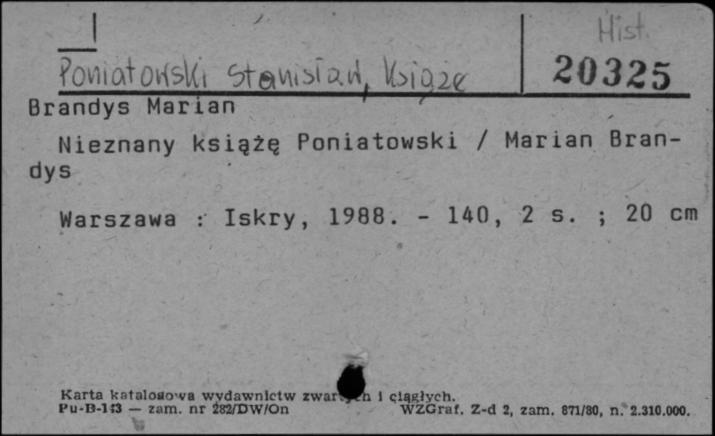 Hist.
Poniatowski Stanisław, Książę
20325
Brandys Marian
Nieznany książę Poniatowski / Marian Bran-
dys
Warszawa : Iskry, 1988. - 140, 2 s. ; 20 cm
Karta katalogowa wydawnictw zwartych i ciągłych.
Pu-B-113 — zam. nr 282/DW/On WZGraf. Z-d 2, zam. 871/80, n. 2.310.000.